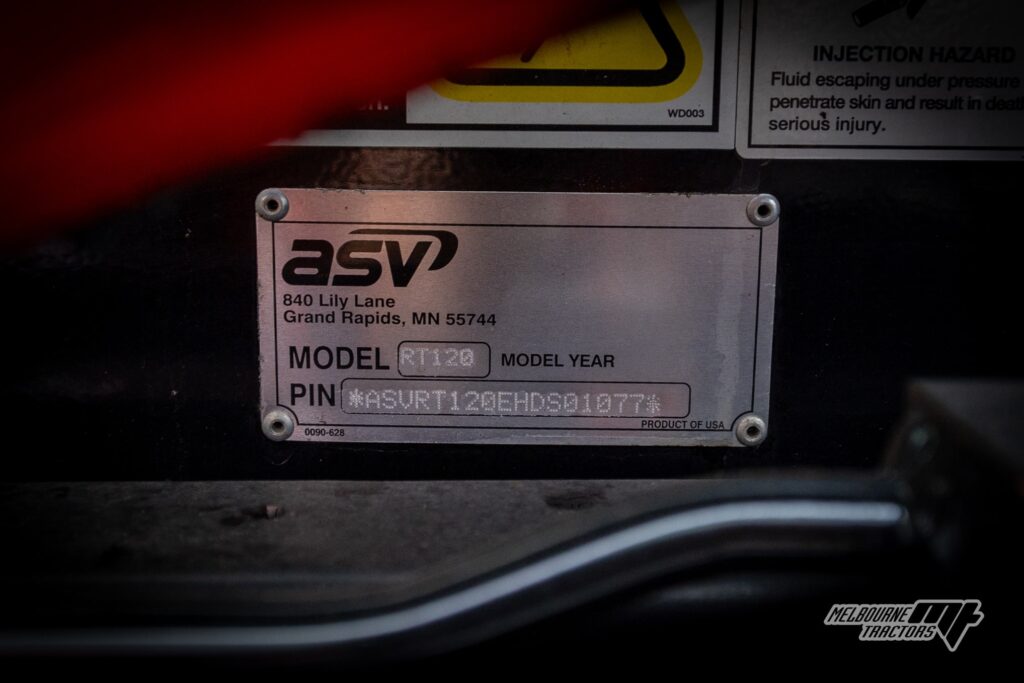 WD003
INJECTION HAZARD
Fluid escaping under pressure
penetrate skin and result in
serious injury.
asv
840 Lily Lane
Grand Rapids, MN 55744
MODEL RT120 MODEL YEAR
PIN *ASVRT120EHDS01077*
0090-628
PRODUCT OF USA
MELBOURNE
TRACTORS
MT